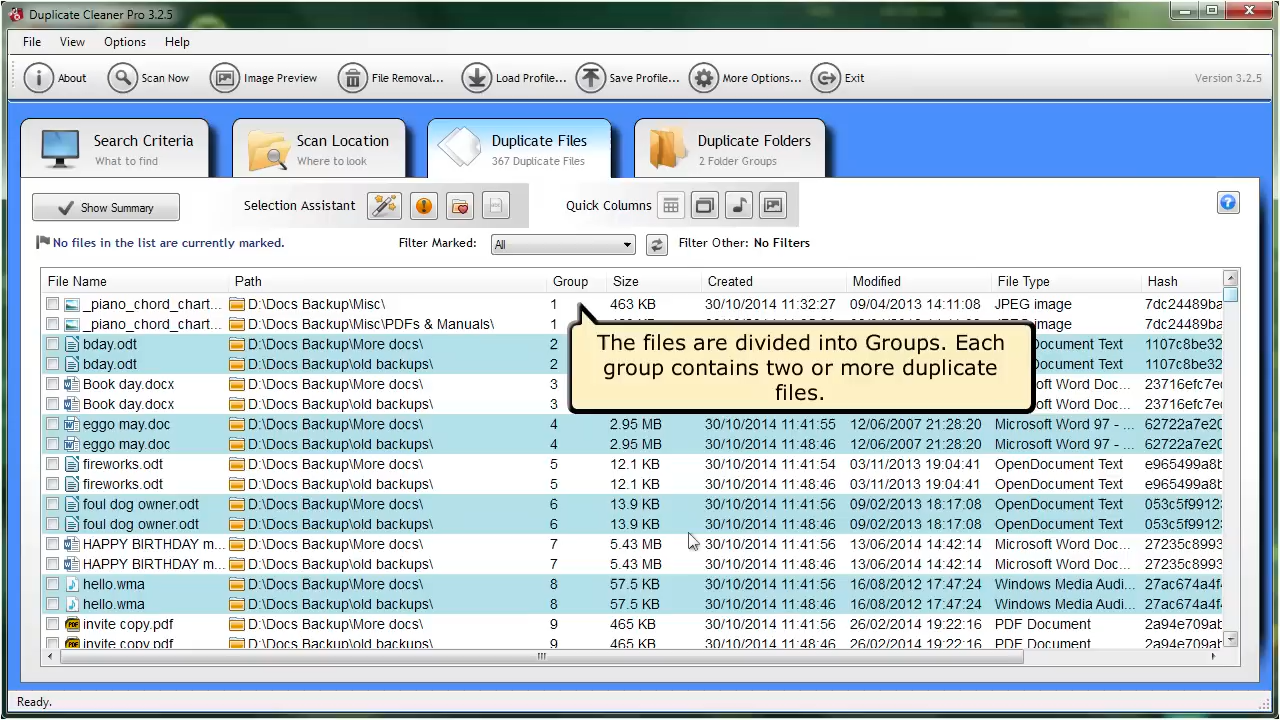 Duplicate Cleaner Pro 3.2.5
File View Options Help
About Scan Now Image Preview File Removal... Load Profile... Save Profile... More Options... Exit Version 3.2.5
Search Criteria Scan Location Duplicate Files Duplicate Folders
What to find Where to look 367 Duplicate Files 2 Folder Groups
Show Summary Selection Assistant Quick Columns
No files in the list are currently marked. Filter Marked: All Filter Other: No Filters
File Name Path Group Size Created Modified File Type Hash
_piano_chord_chart... D:\Docs Backup\Misc\ 1 463 KB 30/10/2014 11:32:27 09/04/2013 14:11:08 JPEG image 7dc24489ba
_piano_chord_chart... D:\Docs Backup\Misc\PDFs & Manuals\ 1 JPEG image 7dc24489ba
bday.odt D:\Docs Backup\More docs\ 2 Document Text 1107c8be32
bday.odt D:\Docs Backup\old backups\ 2 Document Text 1107c8be32
Book day.docx D:\Docs Backup\More docs\ 3 Microsoft Word Doc... 23716efc7e
Book day.docx D:\Docs Backup\old backups\ 3 Microsoft Word Doc... 23716efc7e
The files are divided into Groups. Each
group contains two or more duplicate
files.
eggo may.doc D:\Docs Backup\More docs\ 4 2.95 MB 30/10/2014 11:41:55 12/06/2007 21:28:20 Microsoft Word 97 - ... 62722a7e20
eggo may.doc D:\Docs Backup\old backups\ 4 2.95 MB 30/10/2014 11:48:46 12/06/2007 21:28:20 Microsoft Word 97 - ... 62722a7e20
fireworks.odt D:\Docs Backup\More docs\ 5 12.1 KB 30/10/2014 11:41:54 03/11/2013 19:04:41 OpenDocument Text e965499a8b
fireworks.odt D:\Docs Backup\old backups\ 5 12.1 KB 30/10/2014 11:48:46 03/11/2013 19:04:41 OpenDocument Text e965499a8b
foul dog owner.odt D:\Docs Backup\More docs\ 6 13.9 KB 30/10/2014 11:41:56 09/02/2013 18:17:08 OpenDocument Text 053c5f9912
foul dog owner.odt D:\Docs Backup\old backups\ 6 13.9 KB 30/10/2014 11:48:46 09/02/2013 18:17:08 OpenDocument Text 053c5f9912
HAPPY BIRTHDAY m... D:\Docs Backup\More docs\ 7 5.43 MB 30/10/2014 11:41:56 13/06/2014 14:42:14 Microsoft Word Doc... 27235c8993
HAPPY BIRTHDAY m... D:\Docs Backup\old backups\ 7 5.43 MB 30/10/2014 11:48:46 13/06/2014 14:42:14 Microsoft Word Doc... 27235c8993
hello.wma D:\Docs Backup\More docs\ 8 57.5 KB 30/10/2014 11:41:56 16/08/2012 17:47:24 Windows Media Audi... 27ac674a4f
hello.wma D:\Docs Backup\old backups\ 8 57.5 KB 30/10/2014 11:48:46 16/08/2012 17:47:24 Windows Media Audi... 27ac674a4f
invite copy.pdf D:\Docs Backup\More docs\ 9 465 KB 30/10/2014 11:41:56 26/02/2014 19:22:16 PDF Document 2a94e709ab
invite copy.pdf D:\Docs Backup\old backups\ 9 465 KB 30/10/2014 11:48:46 26/02/2014 19:22:16 PDF Document 2a94e709ab
Ready.